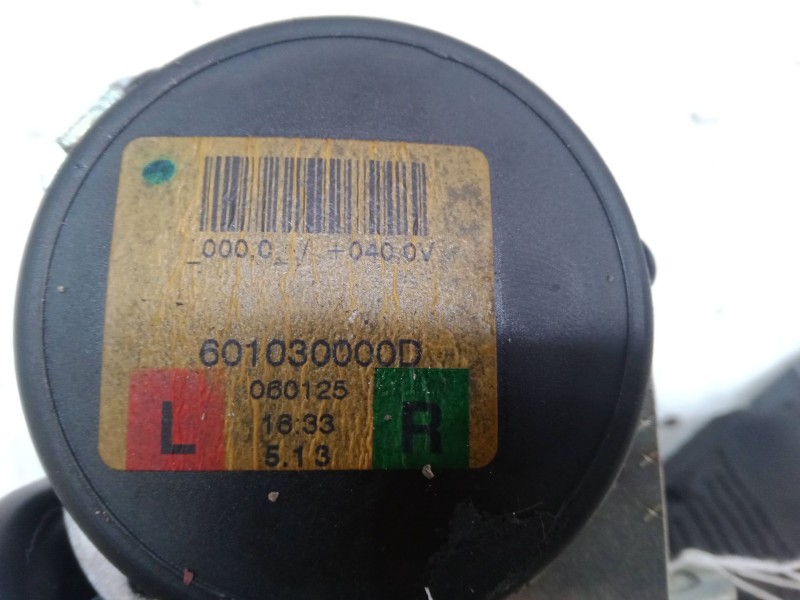 _000.0_ / +040.0V
601030000D
060125
L
16:33
R
5.13